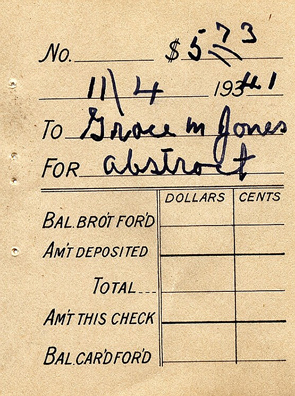 No. $5 73
11\4 1941
To Grace M Jones
For abstract
DOLLARS CENTS
BAL. BRO'T FOR'D
AM'T DEPOSITED
TOTAL
AM'T THIS CHECK
BAL. CAR'D FOR'D